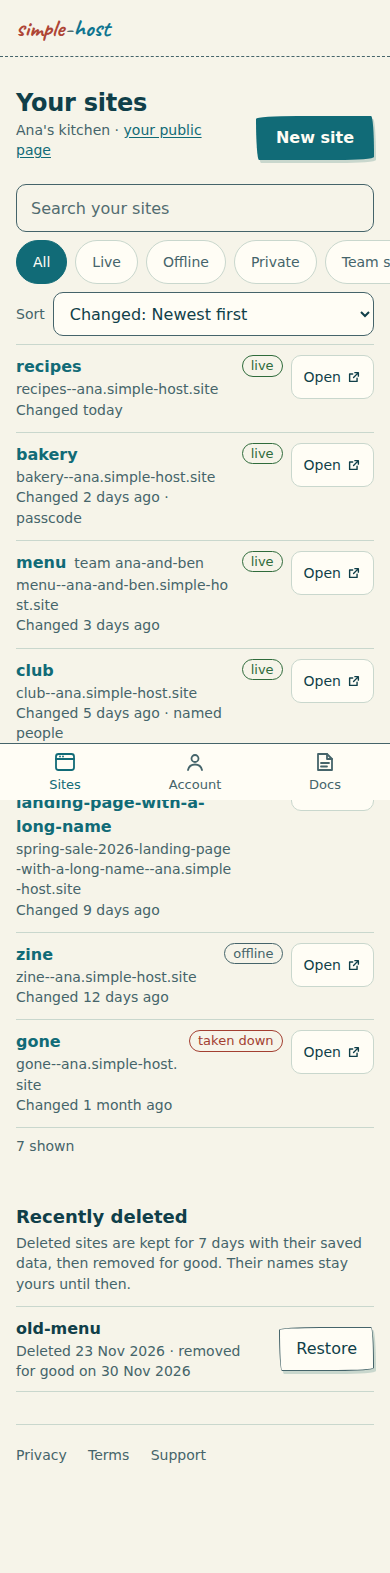 simple-host
Your sites
Ana's kitchen · your public
page
New site
Search your sites
All
Live
Offline
Private
Team s
Sort
Changed: Newest first
recipes
live
Open
recipes--ana.simple-host.site
Changed today
bakery
live
Open
bakery--ana.simple-host.site
Changed 2 days ago ·
passcode
menu team ana-and-ben
live
Open
menu--ana-and-ben.simple-ho
st.site
Changed 3 days ago
club
live
Open
club--ana.simple-host.site
Changed 5 days ago · named
people
Sites
Account
Docs
landing-page-with-a-
long-name
spring-sale-2026-landing-page
-with-a-long-name--ana.simple
-host.site
Changed 9 days ago
zine
offline
Open
zine--ana.simple-host.site
Changed 12 days ago
gone
taken down
Open
gone--ana.simple-host.
site
Changed 1 month ago
7 shown
Recently deleted
Deleted sites are kept for 7 days with their saved
data, then removed for good. Their names stay
yours until then.
old-menu
Deleted 23 Nov 2026 · removed
for good on 30 Nov 2026
Restore
Privacy
Terms
Support